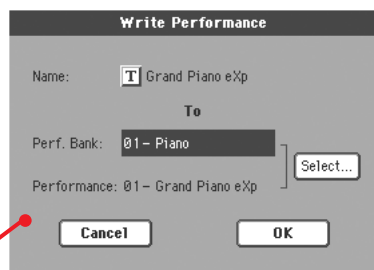 Write Performance
Name: T Grand Piano eXp
To
Perf. Bank: 01- Piano
Select...
Performance: 01- Grand Piano eXp
Cancel OK